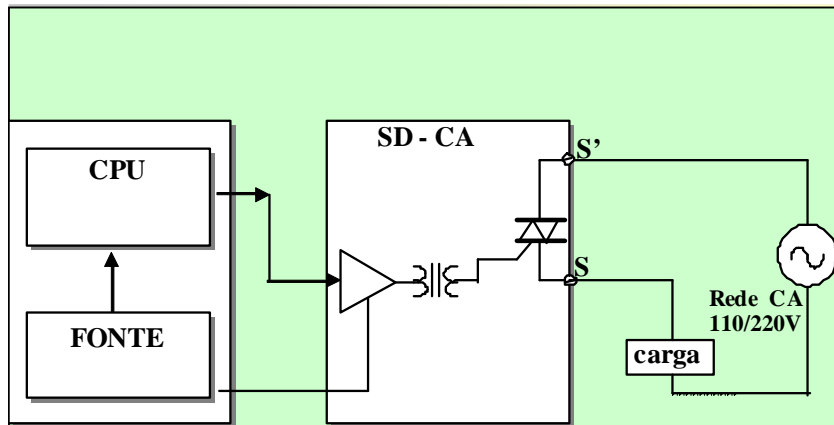 SD - CA
CPU
S’
S
FONTE
Rede CA
110/220V
carga